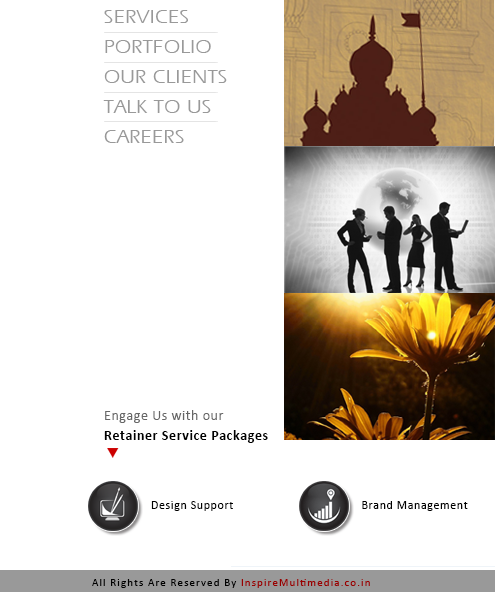 SERVICES
PORTFOLIO
OUR CLIENTS
TALK TO US
CAREERS
Engage Us with our
Retainer Service Packages
Design Support
Brand Management
All Rights Are Reserved By InspireMultimedia.co.in